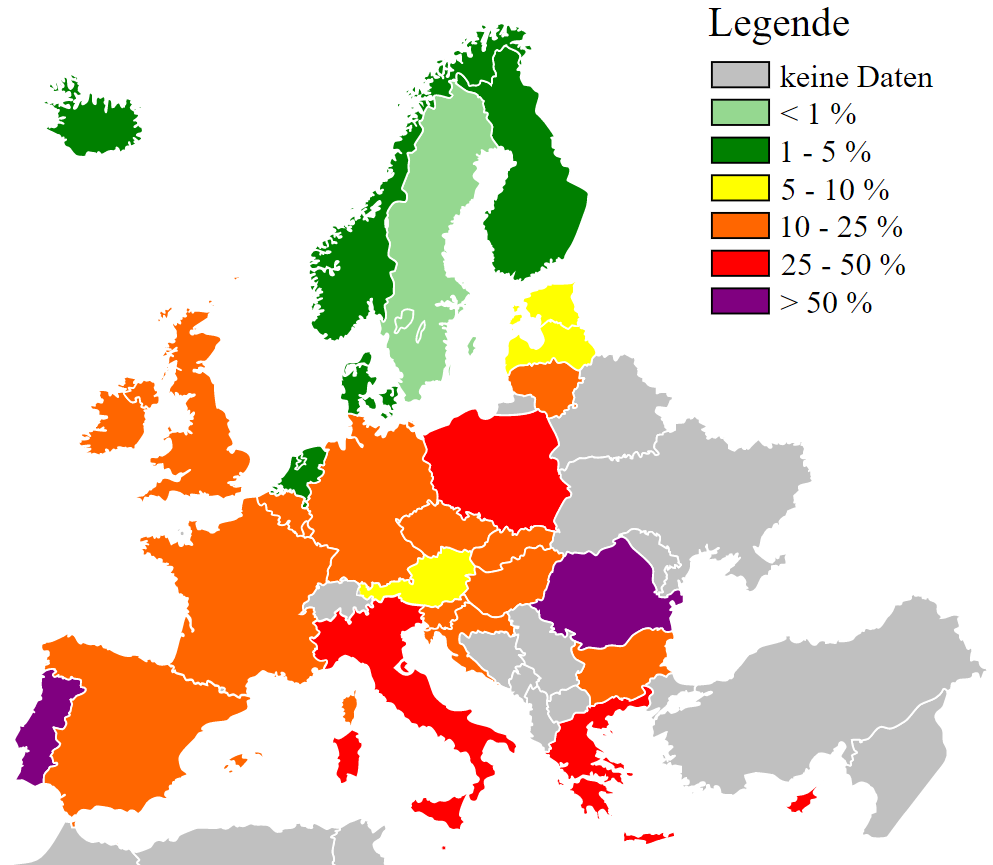 Legende
keine Daten
< 1 %
1 - 5 %
5 - 10 %
10 - 25 %
25 - 50 %
> 50 %